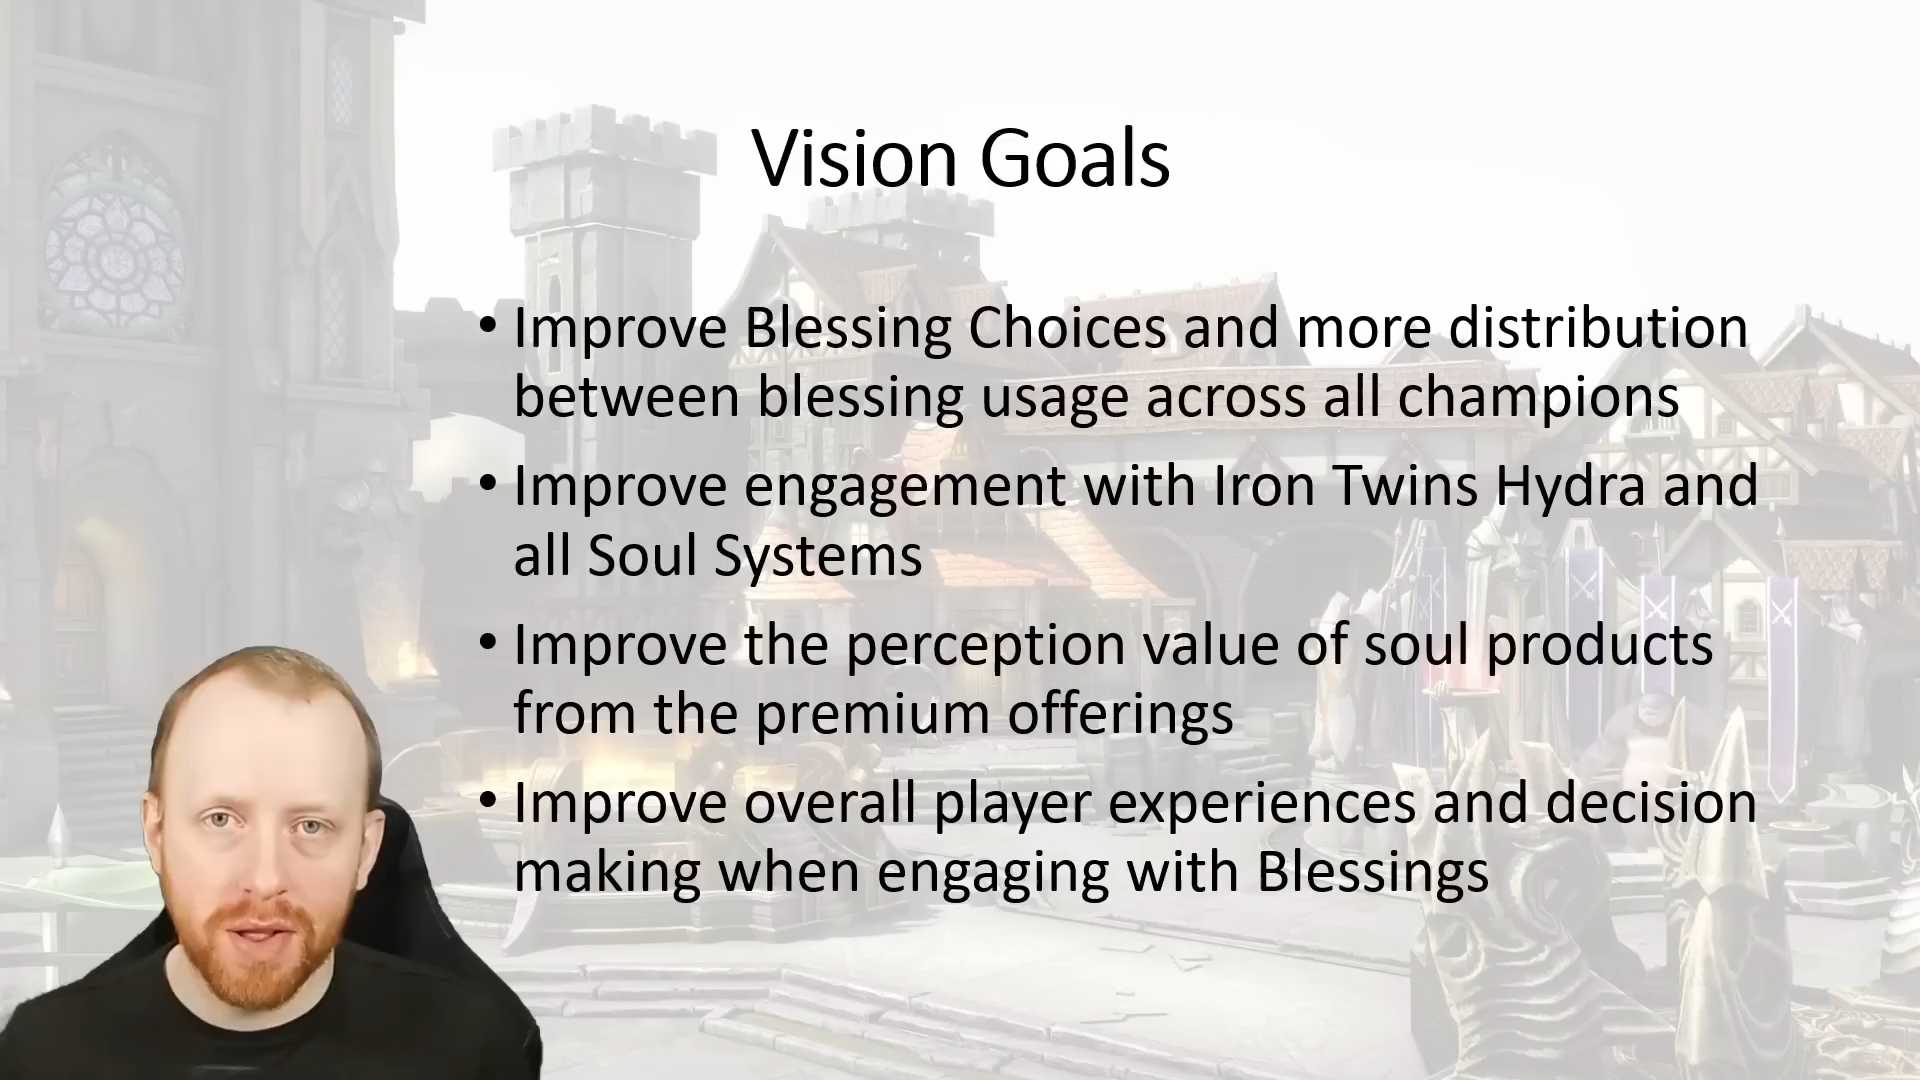 Vision Goals
• Improve Blessing Choices and more distribution
between blessing usage across all champions
• Improve engagement with Iron Twins Hydra and
all Soul Systems
• Improve the perception value of soul products
from the premium offerings
• Improve overall player experiences and decision
making when engaging with Blessings